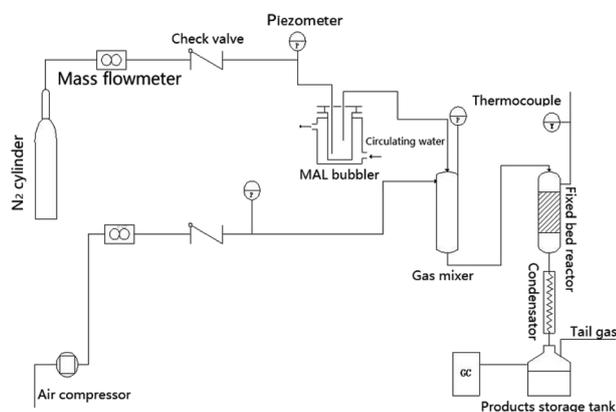 Piezometer
Check valve
P
Mass flowmeter
Thermocouple
P
T
Circulating water
N2 cylinder
MAL bubbler
P
Fixed bed reactor
Gas mixer
Condensator
Tail gas
GC
Air compressor
Products storage tank